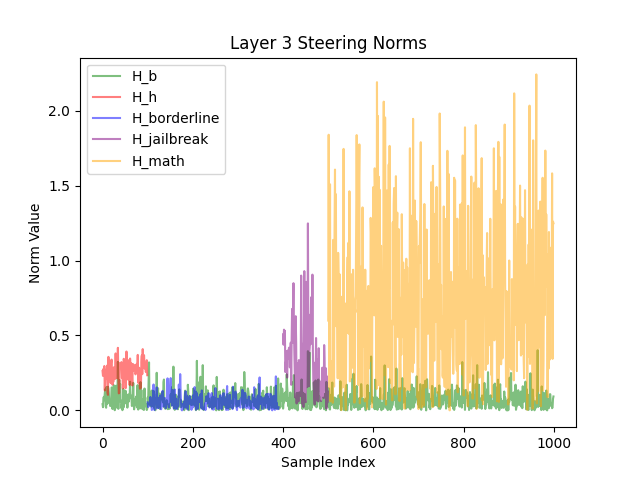 Layer 3 Steering Norms
H_b
H_h
H_borderline
H_jailbreak
H_math
Norm Value
2.0
1.5
1.0
0.5
0.0
0
200
400
600
800
1000
Sample Index